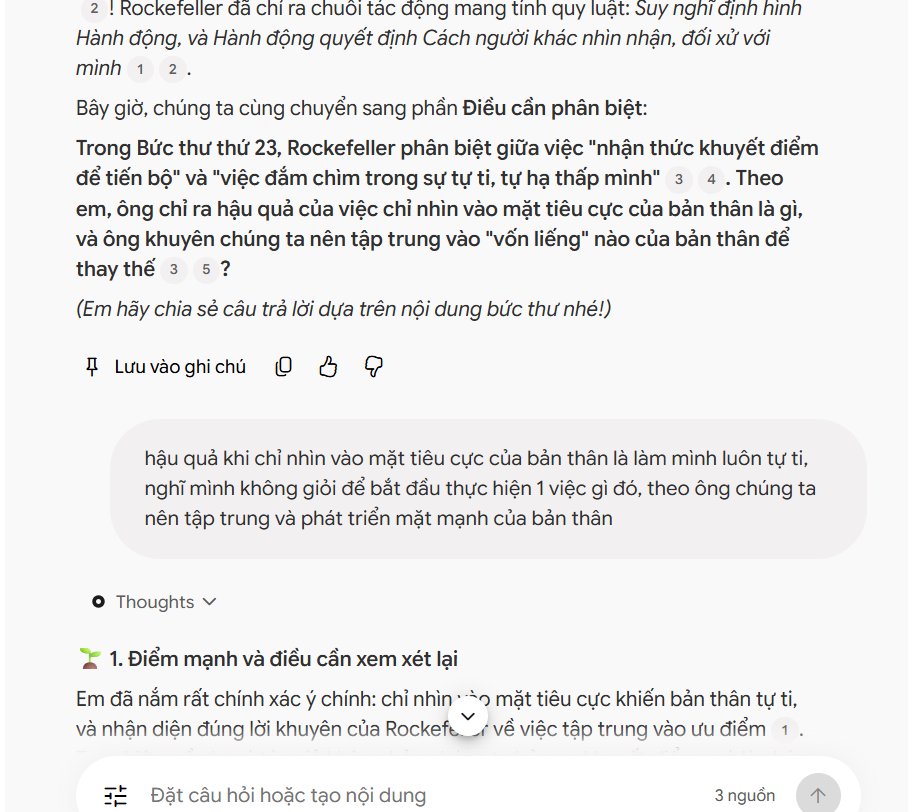 2 ! Rockefeller đã chỉ ra chuỗi tác động mang tính quy luật: Suy nghĩ định hình
Hành động, và Hành động quyết định Cách người khác nhìn nhận, đối xử với
mình 1 2 .
Bây giờ, chúng ta cùng chuyển sang phần Điều cần phân biệt:
Trong Bức thư thứ 23, Rockefeller phân biệt giữa việc "nhận thức khuyết điểm
để tiến bộ" và "việc đắm chìm trong sự tự ti, tự hạ thấp mình" 3 4 . Theo
em, ông chỉ ra hậu quả của việc chỉ nhìn vào mặt tiêu cực của bản thân là gì,
và ông khuyên chúng ta nên tập trung vào "vốn liếng" nào của bản thân để
thay thế 3 5 ?
(Em hãy chia sẻ câu trả lời dựa trên nội dung bức thư nhé!)
Lưu vào ghi chú
hậu quả khi chỉ nhìn vào mặt tiêu cực của bản thân là làm mình luôn tự ti,
nghĩ mình không giỏi để bắt đầu thực hiện 1 việc gì đó, theo ông chúng ta
nên tập trung và phát triển mặt mạnh của bản thân
Thoughts
1. Điểm mạnh và điều cần xem xét lại
Em đã nắm rất chính xác ý chính: chỉ nhìn vào mặt tiêu cực khiến bản thân tự ti,
và nhận diện đúng lời khuyên của Rockefeller về việc tập trung vào ưu điểm 1 .
Đặt câu hỏi hoặc tạo nội dung
3 nguồn